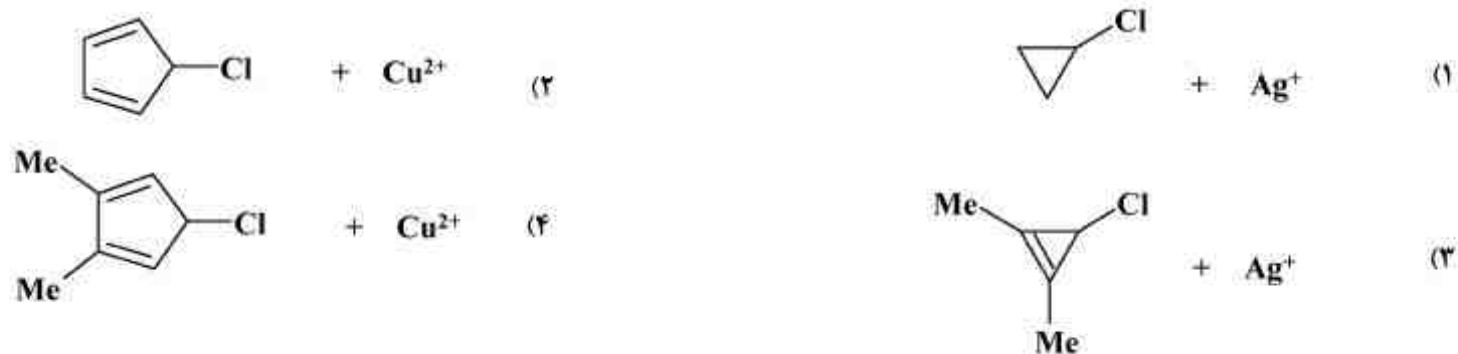 Cl
+ Ag⁺ (۱
Cl + Cu²⁺ (۲
Me Cl
+ Ag⁺ (۳
Me
Me
Cl + Cu²⁺ (۴
Me